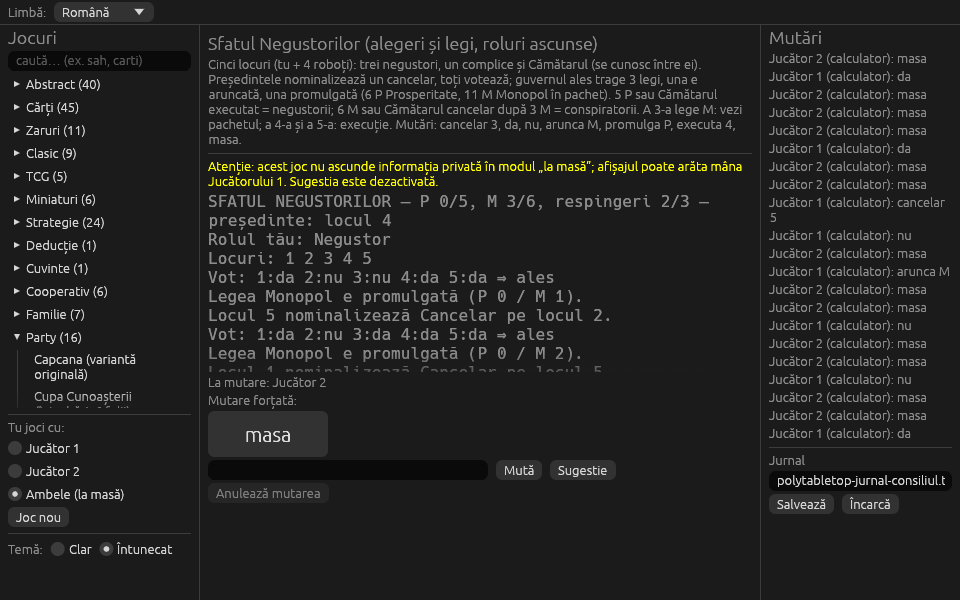 Limbă: Română
Jocuri
caută... (ex. sah, carti)
Abstract (40)
Cărți (45)
Zaruri (11)
Clasic (9)
TCG (5)
Miniaturi (6)
Strategie (24)
Deducție (1)
Cuvinte (1)
Cooperativ (6)
Familie (7)
Party (16)
Capcana (variantă
originală)
Cupa Cunoașterii
Tu joci cu:
Jucător 1
Jucător 2
Ambele (la masă)
Joc nou
Temă: Clar Întunecat
Sfatul Negustorilor (alegeri și legi, roluri ascunse)
Cinci locuri (tu + 4 roboți): trei negustori, un complice și Cămătarul (se cunosc între ei).
Președintele nominalizează un cancelar, toți votează; guvernul ales trage 3 legi, una e
aruncată, una promulgată (6 P Prosperitate, 11 M Monopol în pachet). 5 P sau Cămătarul
executat = negustorii; 6 M sau Cămătarul cancelar după 3 M = conspiratorii. A 3-a lege M: vezi
pachetul; a 4-a și a 5-a: execuție. Mutări: cancelar 3, da, nu, arunca M, promulga P, executa 4,
masa.
Atenție: acest joc nu ascunde informația privată în modul „la masă”; afișajul poate arăta mâna
Jucătorului 1. Sugestia este dezactivată.
SFATUL NEGUSTORILOR — P 0/5, M 3/6, respingeri 2/3 —
președinte: locul 4
Rolul tău: Negustor
Locuri: 1 2 3 4 5
Vot: 1:da 2:nu 3:nu 4:da 5:da ⇒ ales
Legea Monopol e promulgată (P 0 / M 1).
Locul 5 nominalizează Cancelar pe locul 2.
Vot: 1:da 2:nu 3:da 4:da 5:da ⇒ ales
Legea Monopol e promulgată (P 0 / M 2).
Locul 1 nominalizează Cancelar pe locul 5.
La mutare: Jucător 2
Mutare forțată:
masa
Mută Sugestie
Anulează mutarea
Mutări
Jucător 2 (calculator): masa
Jucător 1 (calculator): da
Jucător 2 (calculator): masa
Jucător 2 (calculator): masa
Jucător 2 (calculator): masa
Jucător 1 (calculator): da
Jucător 2 (calculator): masa
Jucător 2 (calculator): masa
Jucător 1 (calculator): cancelar
5
Jucător 1 (calculator): nu
Jucător 2 (calculator): masa
Jucător 1 (calculator): arunca M
Jucător 2 (calculator): masa
Jucător 2 (calculator): masa
Jucător 1 (calculator): nu
Jucător 2 (calculator): masa
Jucător 2 (calculator): masa
Jucător 1 (calculator): nu
Jucător 2 (calculator): masa
Jucător 2 (calculator): masa
Jucător 1 (calculator): da
Jurnal
polytabletop-jurnal-consiliul.t
Salvează Încarcă